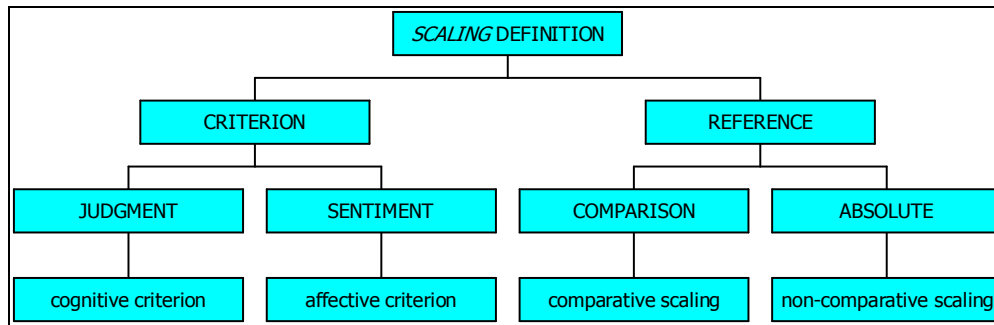 SCALING DEFINITION
CRITERION
REFERENCE
JUDGMENT
SENTIMENT
COMPARISON
ABSOLUTE
cognitive criterion
affective criterion
comparative scaling
non-comparative scaling